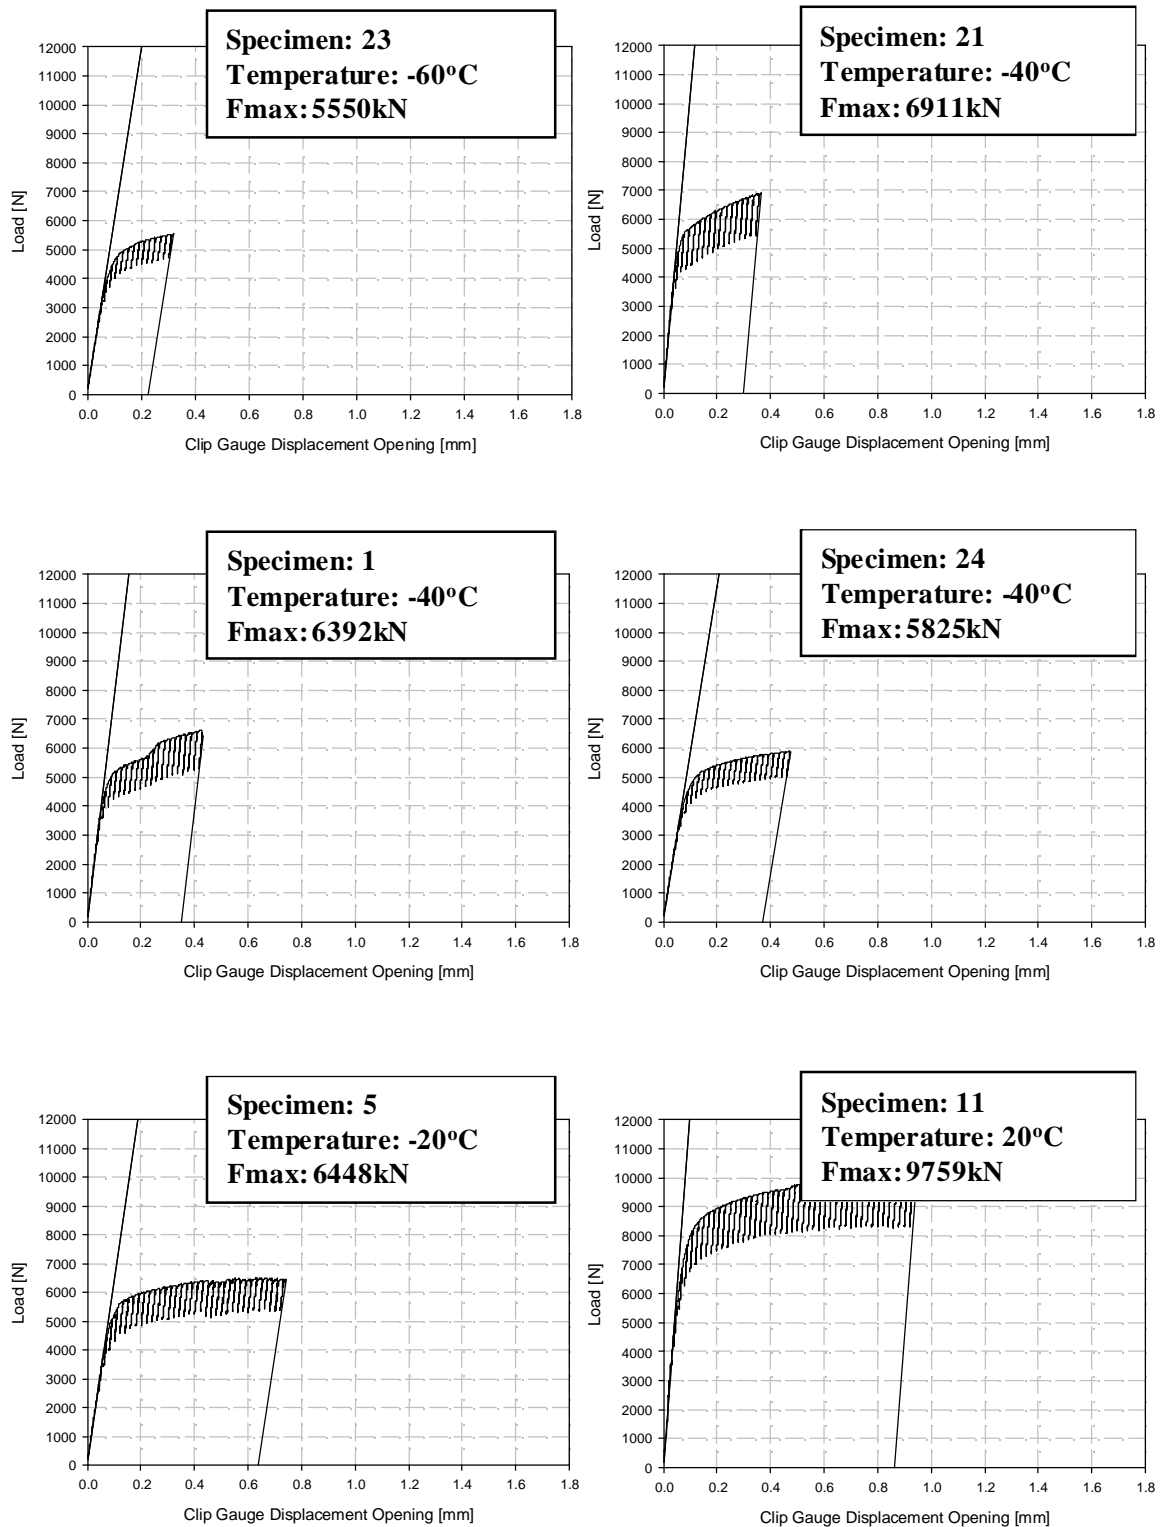 Specimen: 23
Temperature: -60°C
Fmax: 5550kN
Load [N]
12000
11000
10000
9000
8000
7000
6000
5000
4000
3000
2000
1000
0
0.0 0.2 0.4 0.6 0.8 1.0 1.2 1.4 1.6 1.8
Clip Gauge Displacement Opening [mm]
Specimen: 21
Temperature: -40°C
Fmax: 6911kN
Load [N]
12000
11000
10000
9000
8000
7000
6000
5000
4000
3000
2000
1000
0
0.0 0.2 0.4 0.6 0.8 1.0 1.2 1.4 1.6 1.8
Clip Gauge Displacement Opening [mm]
Specimen: 1
Temperature: -40°C
Fmax: 6392kN
Load [N]
12000
11000
10000
9000
8000
7000
6000
5000
4000
3000
2000
1000
0
0.0 0.2 0.4 0.6 0.8 1.0 1.2 1.4 1.6 1.8
Clip Gauge Displacement Opening [mm]
Specimen: 24
Temperature: -40°C
Fmax: 5825kN
Load [N]
12000
11000
10000
9000
8000
7000
6000
5000
4000
3000
2000
1000
0
0.0 0.2 0.4 0.6 0.8 1.0 1.2 1.4 1.6 1.8
Clip Gauge Displacement Opening [mm]
Specimen: 5
Temperature: -20°C
Fmax: 6448kN
Load [N]
12000
11000
10000
9000
8000
7000
6000
5000
4000
3000
2000
1000
0
0.0 0.2 0.4 0.6 0.8 1.0 1.2 1.4 1.6 1.8
Clip Gauge Displacement Opening [mm]
Specimen: 11
Temperature: 20°C
Fmax: 9759kN
Load [N]
12000
11000
10000
9000
8000
7000
6000
5000
4000
3000
2000
1000
0
0.0 0.2 0.4 0.6 0.8 1.0 1.2 1.4 1.6 1.8
Clip Gauge Displacement Opening [mm]